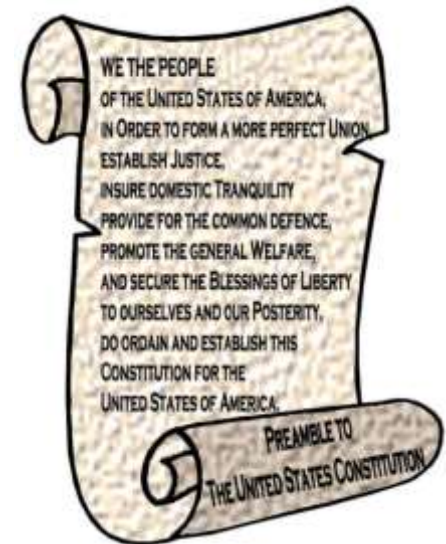 WE THE PEOPLE
OF THE UNITED STATES OF AMERICA,
IN ORDER TO FORM A MORE PERFECT UNION,
ESTABLISH JUSTICE,
INSURE DOMESTIC TRANQUILITY
PROVIDE FOR THE COMMON DEFENCE,
PROMOTE THE GENERAL WELFARE,
AND SECURE THE BLESSINGS OF LIBERTY
TO OURSELVES AND OUR POSTERITY,
DO ORDAIN AND ESTABLISH THIS
CONSTITUTION FOR THE
UNITED STATES OF AMERICA.
PREAMBLE TO
THE UNITED STATES CONSTITUTION